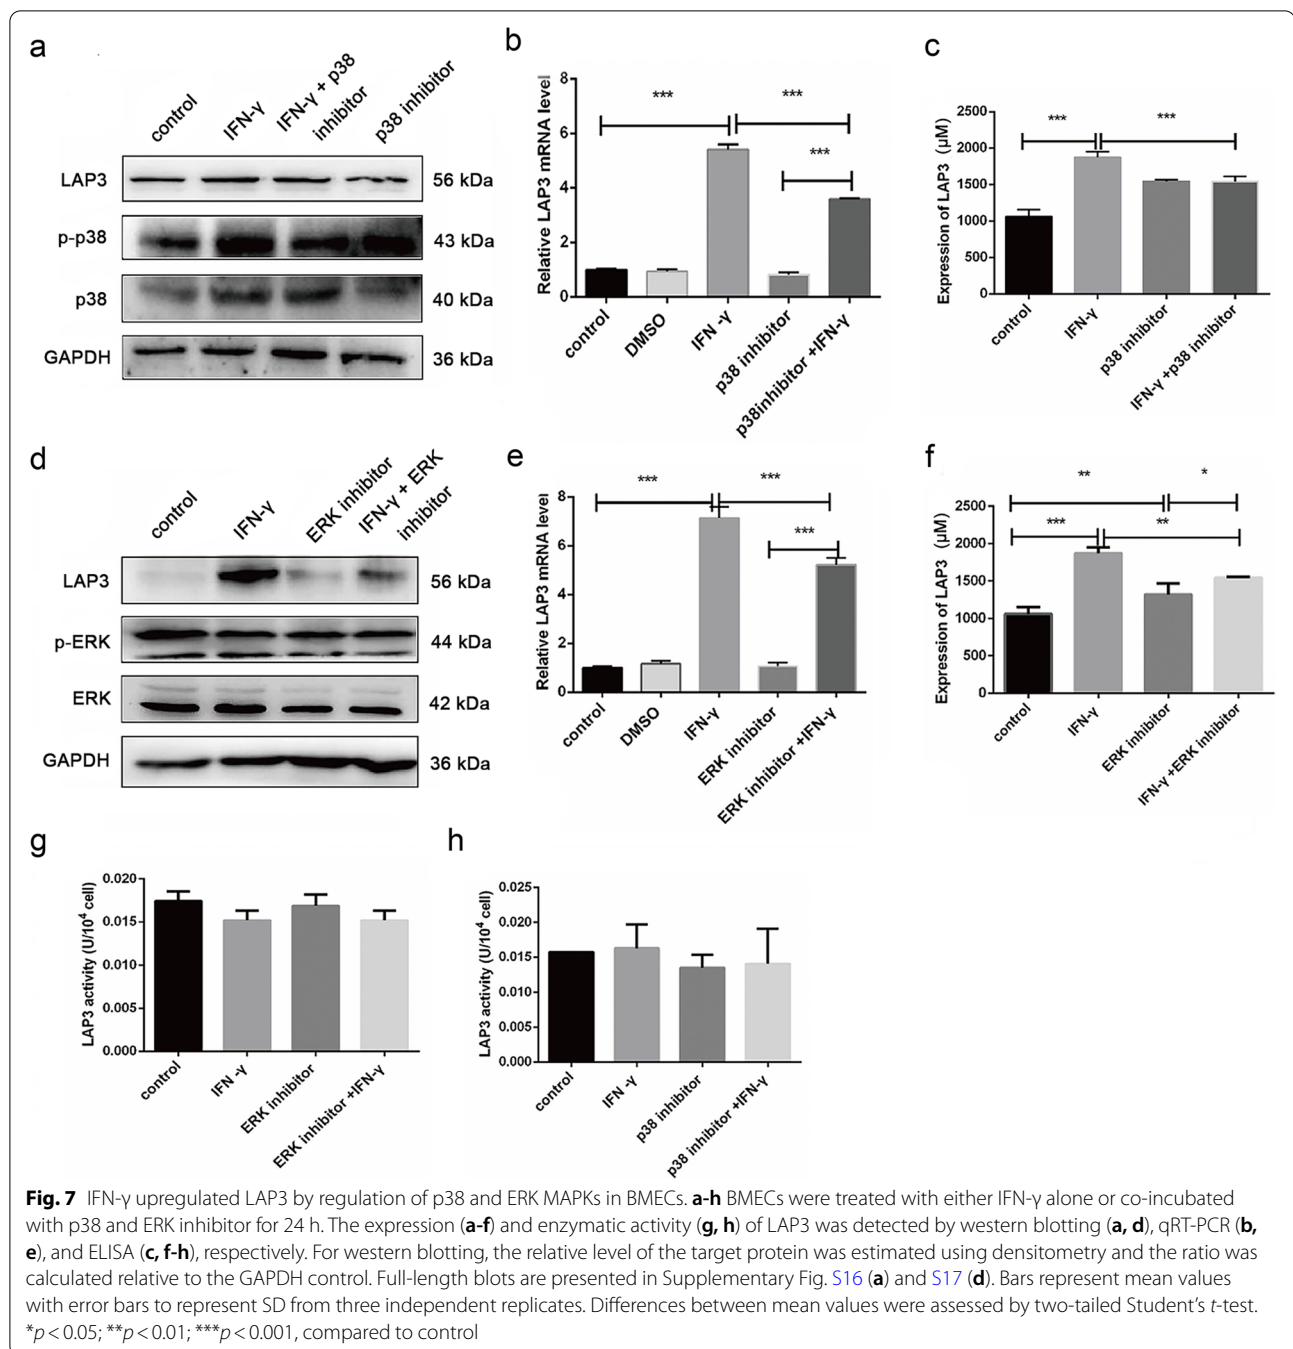 a
control
IFN-γ
IFN-γ + p38
inhibitor
p38 inhibitor
LAP3
56 kDa
p-p38
43 kDa
p38
40 kDa
GAPDH
36 kDa
b
Relative LAP3 mRNA level
8
6
4
2
0
***
***
***
control
DMSO
IFN -γ
p38 inhibitor
p38inhibitor +IFN-γ
c
Expression of LAP3 (μM)
2500
2000
1500
1000
500
0
***
***
control
IFN-γ
p38 inhibitor
IFN-γ +p38 inhibitor
d
control
IFN-γ
ERK inhibitor
IFN-γ + ERK
inhibitor
LAP3
56 kDa
p-ERK
44 kDa
ERK
42 kDa
GAPDH
36 kDa
e
Relative LAP3 mRNA level
8
6
4
2
0
***
***
***
control
DMSO
IFN-γ
ERK inhibitor
ERK inhibitor +IFN-γ
f
Expression of LAP3 (μM)
2500
2000
1500
1000
500
0
**
*
***
**
control
IFN-γ
ERK inhibitor
IFN-γ +ERK inhibitor
g
LAP3 activity (U/10⁴ cell)
0.020
0.015
0.010
0.005
0.000
control
IFN -γ
ERK inhibitor
ERK inhibitor +IFN-γ
h
LAP3 activity (U/10⁴ cell)
0.025
0.020
0.015
0.010
0.005
0.000
control
IFN -γ
p38 inhibitor
p38 inhibitor +IFN-γ
Fig. 7 IFN-γ upregulated LAP3 by regulation of p38 and ERK MAPKs in BMECs. a-h BMECs were treated with either IFN-γ alone or co-incubated
with p38 and ERK inhibitor for 24 h. The expression (a-f) and enzymatic activity (g, h) of LAP3 was detected by western blotting (a, d), qRT-PCR (b,
e), and ELISA (c, f-h), respectively. For western blotting, the relative level of the target protein was estimated using densitometry and the ratio was
calculated relative to the GAPDH control. Full-length blots are presented in Supplementary Fig. S16 (a) and S17 (d). Bars represent mean values
with error bars to represent SD from three independent replicates. Differences between mean values were assessed by two-tailed Student's t-test.
*p < 0.05; **p < 0.01; ***p < 0.001, compared to control